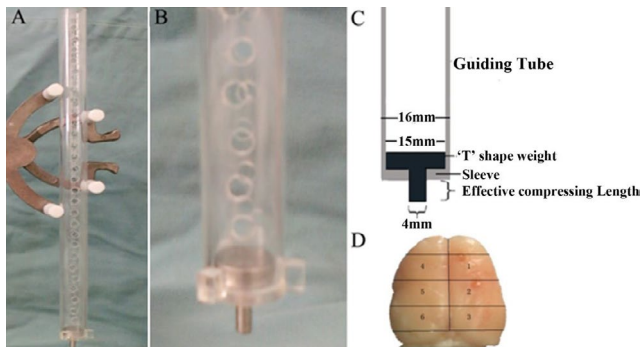 A
B
C
Guiding Tube
16mm
15mm
'T' shape weight
Sleeve
Effective compressing Length
4mm
D
4 1
5 2
6 3